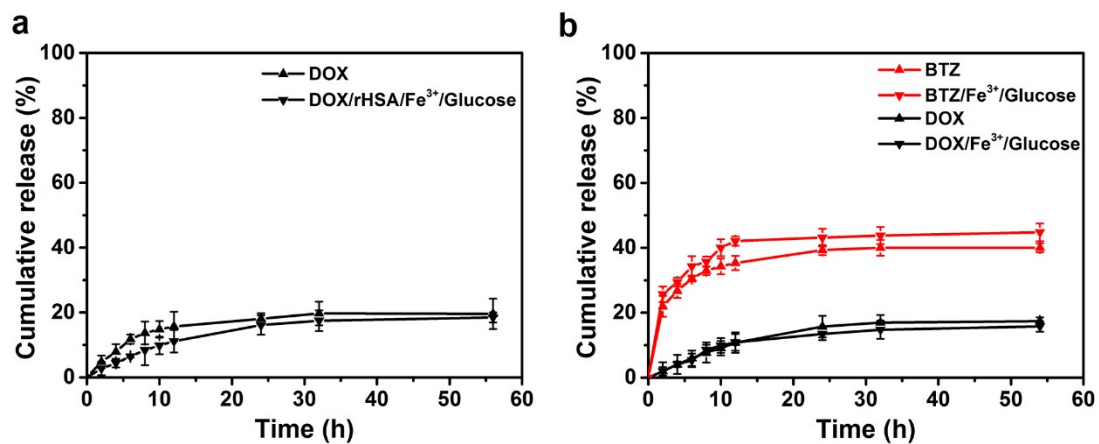 a
Cumulative release (%)
100
80
60
40
20
0
DOX
DOX/rHSA/Fe³⁺/Glucose
0 10 20 30 40 50 60
Time (h)
b
Cumulative release (%)
100
80
60
40
20
0
BTZ
BTZ/Fe³⁺/Glucose
DOX
DOX/Fe³⁺/Glucose
0 10 20 30 40 50 60
Time (h)